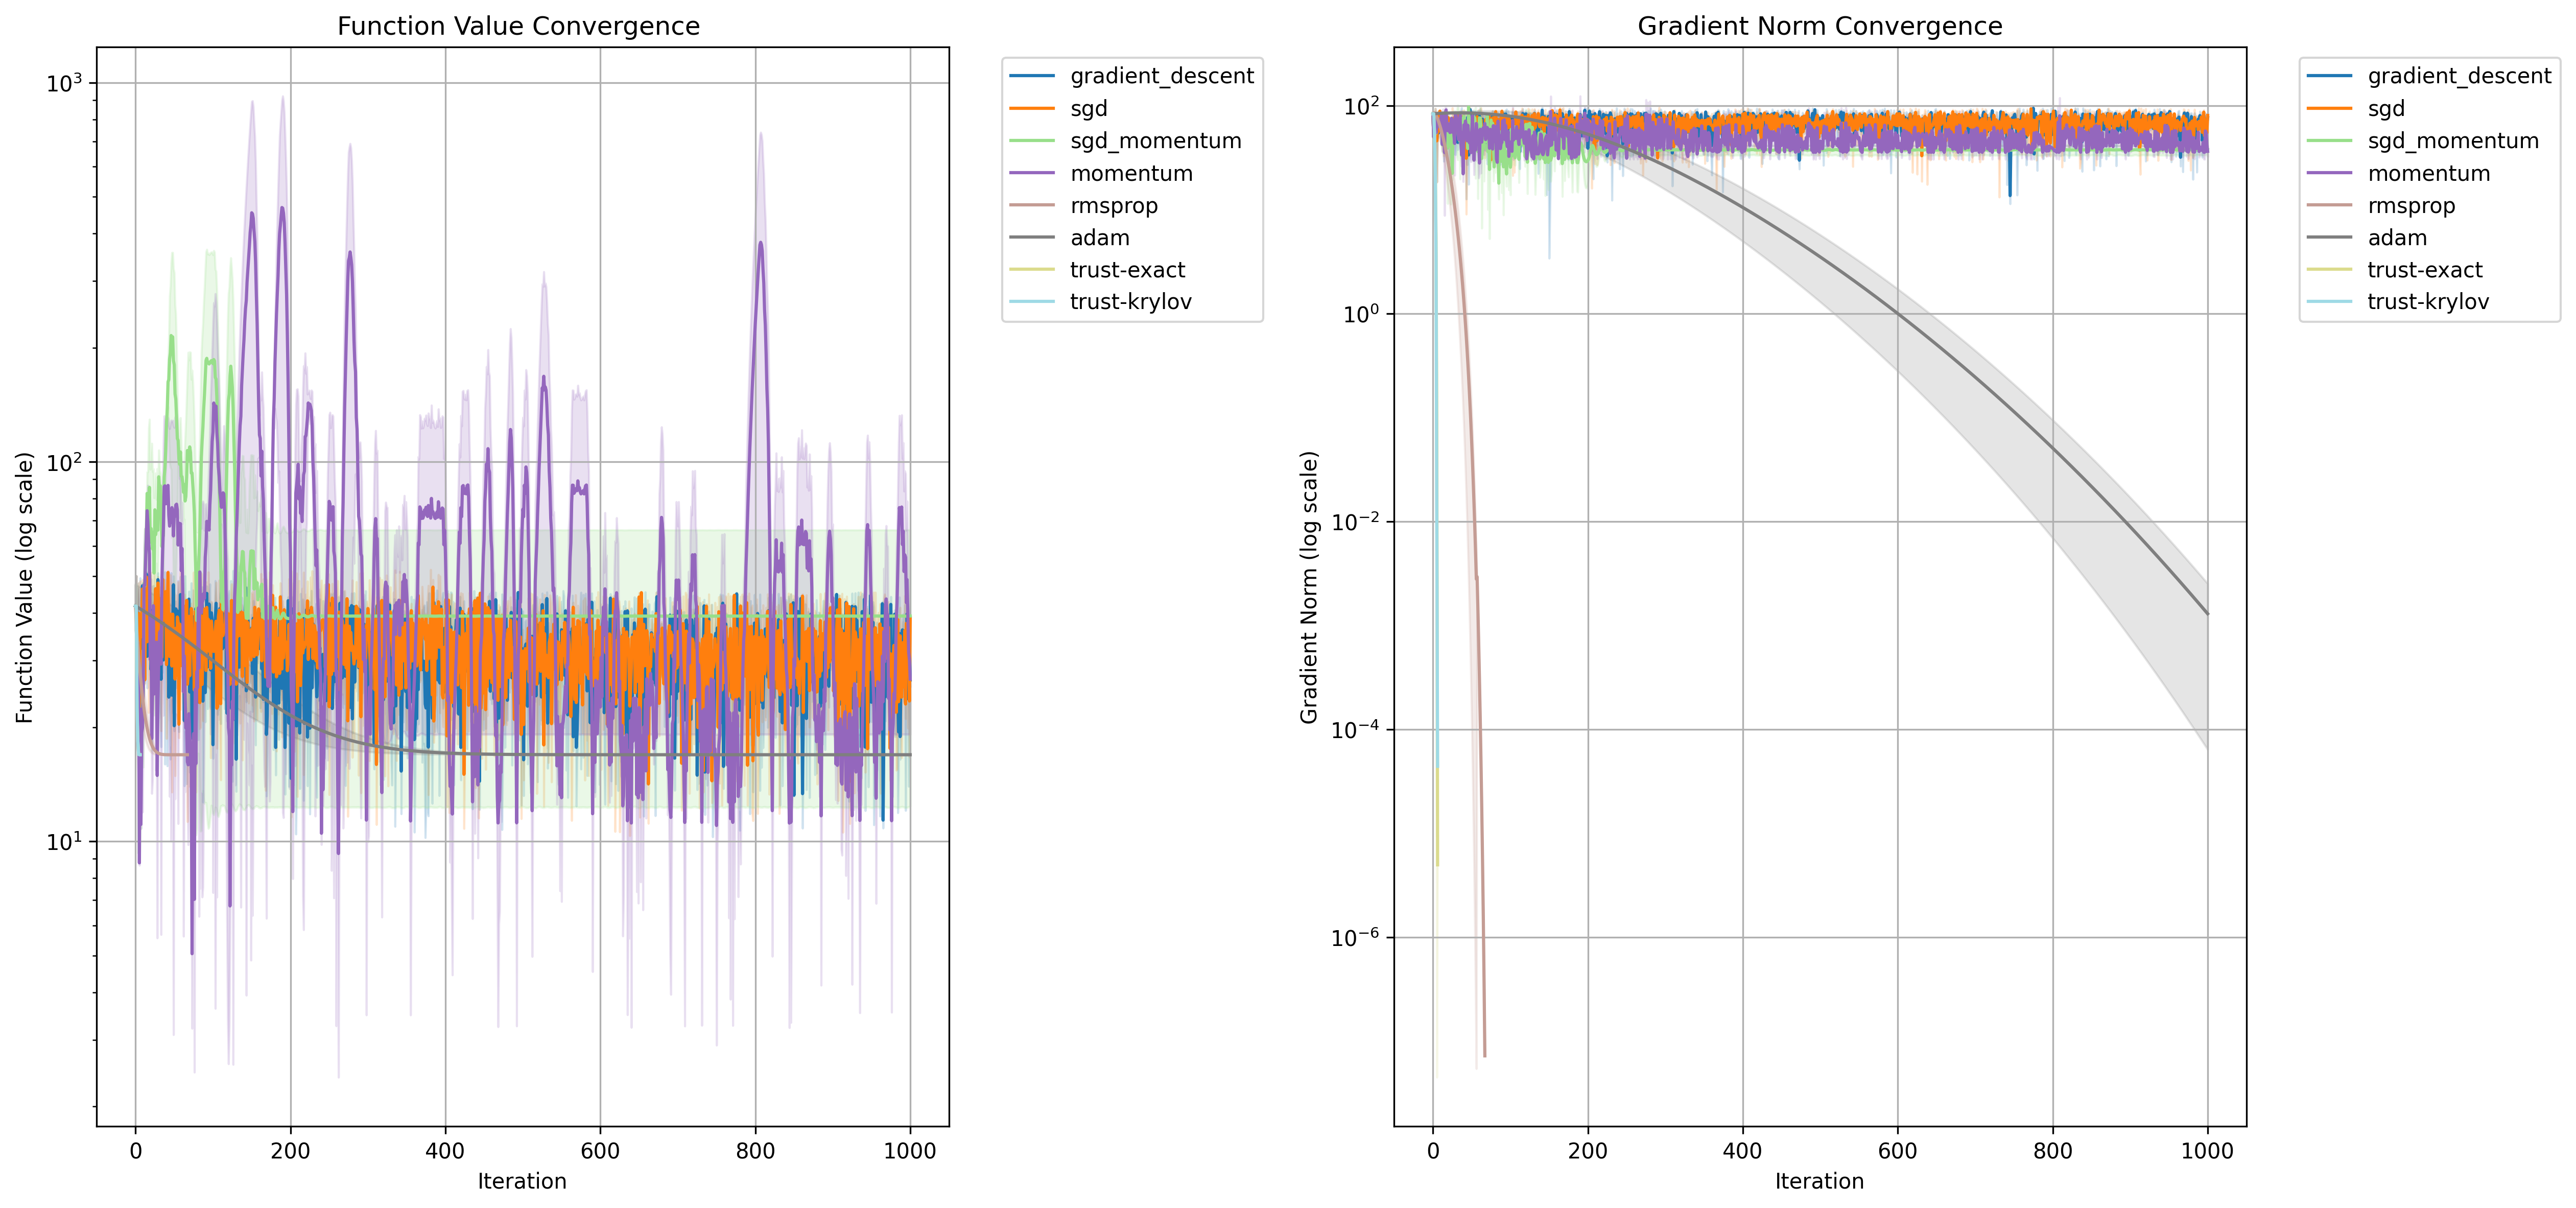 Function Value Convergence
Function Value (log scale)
10³
10²
10¹
0 200 400 600 800 1000
Iteration
gradient_descent
sgd
sgd_momentum
momentum
rmsprop
adam
trust-exact
trust-krylov
Gradient Norm Convergence
Gradient Norm (log scale)
10²
10⁰
10⁻²
10⁻⁴
10⁻⁶
0 200 400 600 800 1000
Iteration
gradient_descent
sgd
sgd_momentum
momentum
rmsprop
adam
trust-exact
trust-krylov